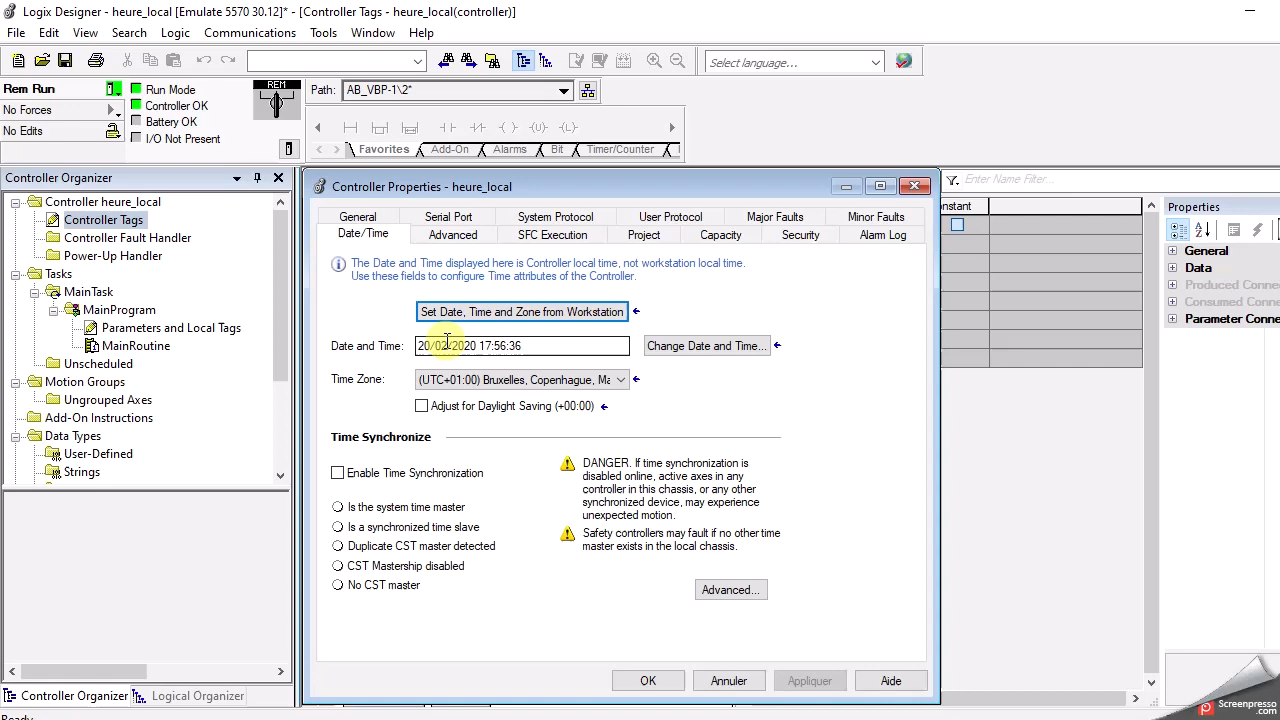 Logix Designer - heure_local [Emulate 5570 30.12]* - [Controller Tags - heure_local(controller)]
File Edit View Search Logic Communications Tools Window Help
Select language...
Rem Run
No Forces
No Edits
Run Mode
Controller OK
Battery OK
I/O Not Present
REM
Path: AB_VBP-1\2*
Favorites Add-On Alarms Bit Timer/Counter
Controller Organizer
Controller heure_local
Controller Tags
Controller Fault Handler
Power-Up Handler
Tasks
MainTask
MainProgram
Parameters and Local Tags
MainRoutine
Unscheduled
Motion Groups
Ungrouped Axes
Add-On Instructions
Data Types
User-Defined
Strings
Controller Organizer Logical Organizer
Ready
Controller Properties - heure_local
General Serial Port System Protocol User Protocol Major Faults Minor Faults
Date/Time Advanced SFC Execution Project Capacity Security Alarm Log
The Date and Time displayed here is Controller local time, not workstation local time.
Use these fields to configure Time attributes of the Controller.
Set Date, Time and Zone from Workstation
Date and Time: 20/02/2020 17:56:36 Change Date and Time...
Time Zone: (UTC+01:00) Bruxelles, Copenhague, Ma
Adjust for Daylight Saving (+00:00)
Time Synchronize
Enable Time Synchronization
Is the system time master
Is a synchronized time slave
Duplicate CST master detected
CST Mastership disabled
No CST master
DANGER. If time synchronization is
disabled online, active axes in any
controller in this chassis, or any other
synchronized device, may experience
unexpected motion.
Safety controllers may fault if no other time
master exists in the local chassis.
Advanced...
OK Annuler Appliquer Aide
Enter Name Filter...
onstant
Properties
General
Data
Produced Conne
Consumed Conne
Parameter Conne
Screenpresso
.com